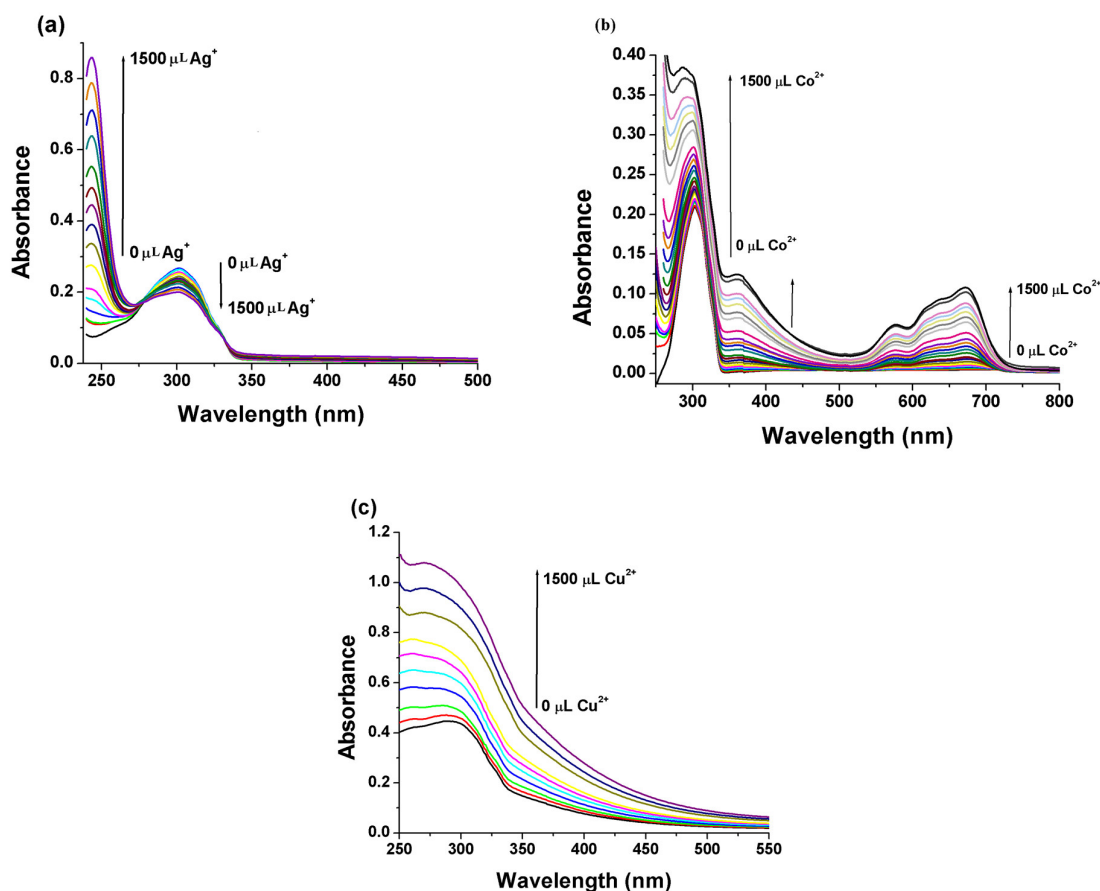 (a)
1500 μL Ag⁺
0 μL Ag⁺
0 μL Ag⁺
1500 μL Ag⁺
0.8
0.6
0.4
0.2
0.0
Absorbance
250 300 350 400 450 500
Wavelength (nm)
(b)
1500 μL Co²⁺
0 μL Co²⁺
1500 μL Co²⁺
0 μL Co²⁺
0.40
0.35
0.30
0.25
0.20
0.15
0.10
0.05
0.00
Absorbance
300 400 500 600 700 800
Wavelength (nm)
(c)
1500 μL Cu²⁺
0 μL Cu²⁺
1.2
1.0
0.8
0.6
0.4
0.2
0.0
Absorbance
250 300 350 400 450 500 550
Wavelength (nm)